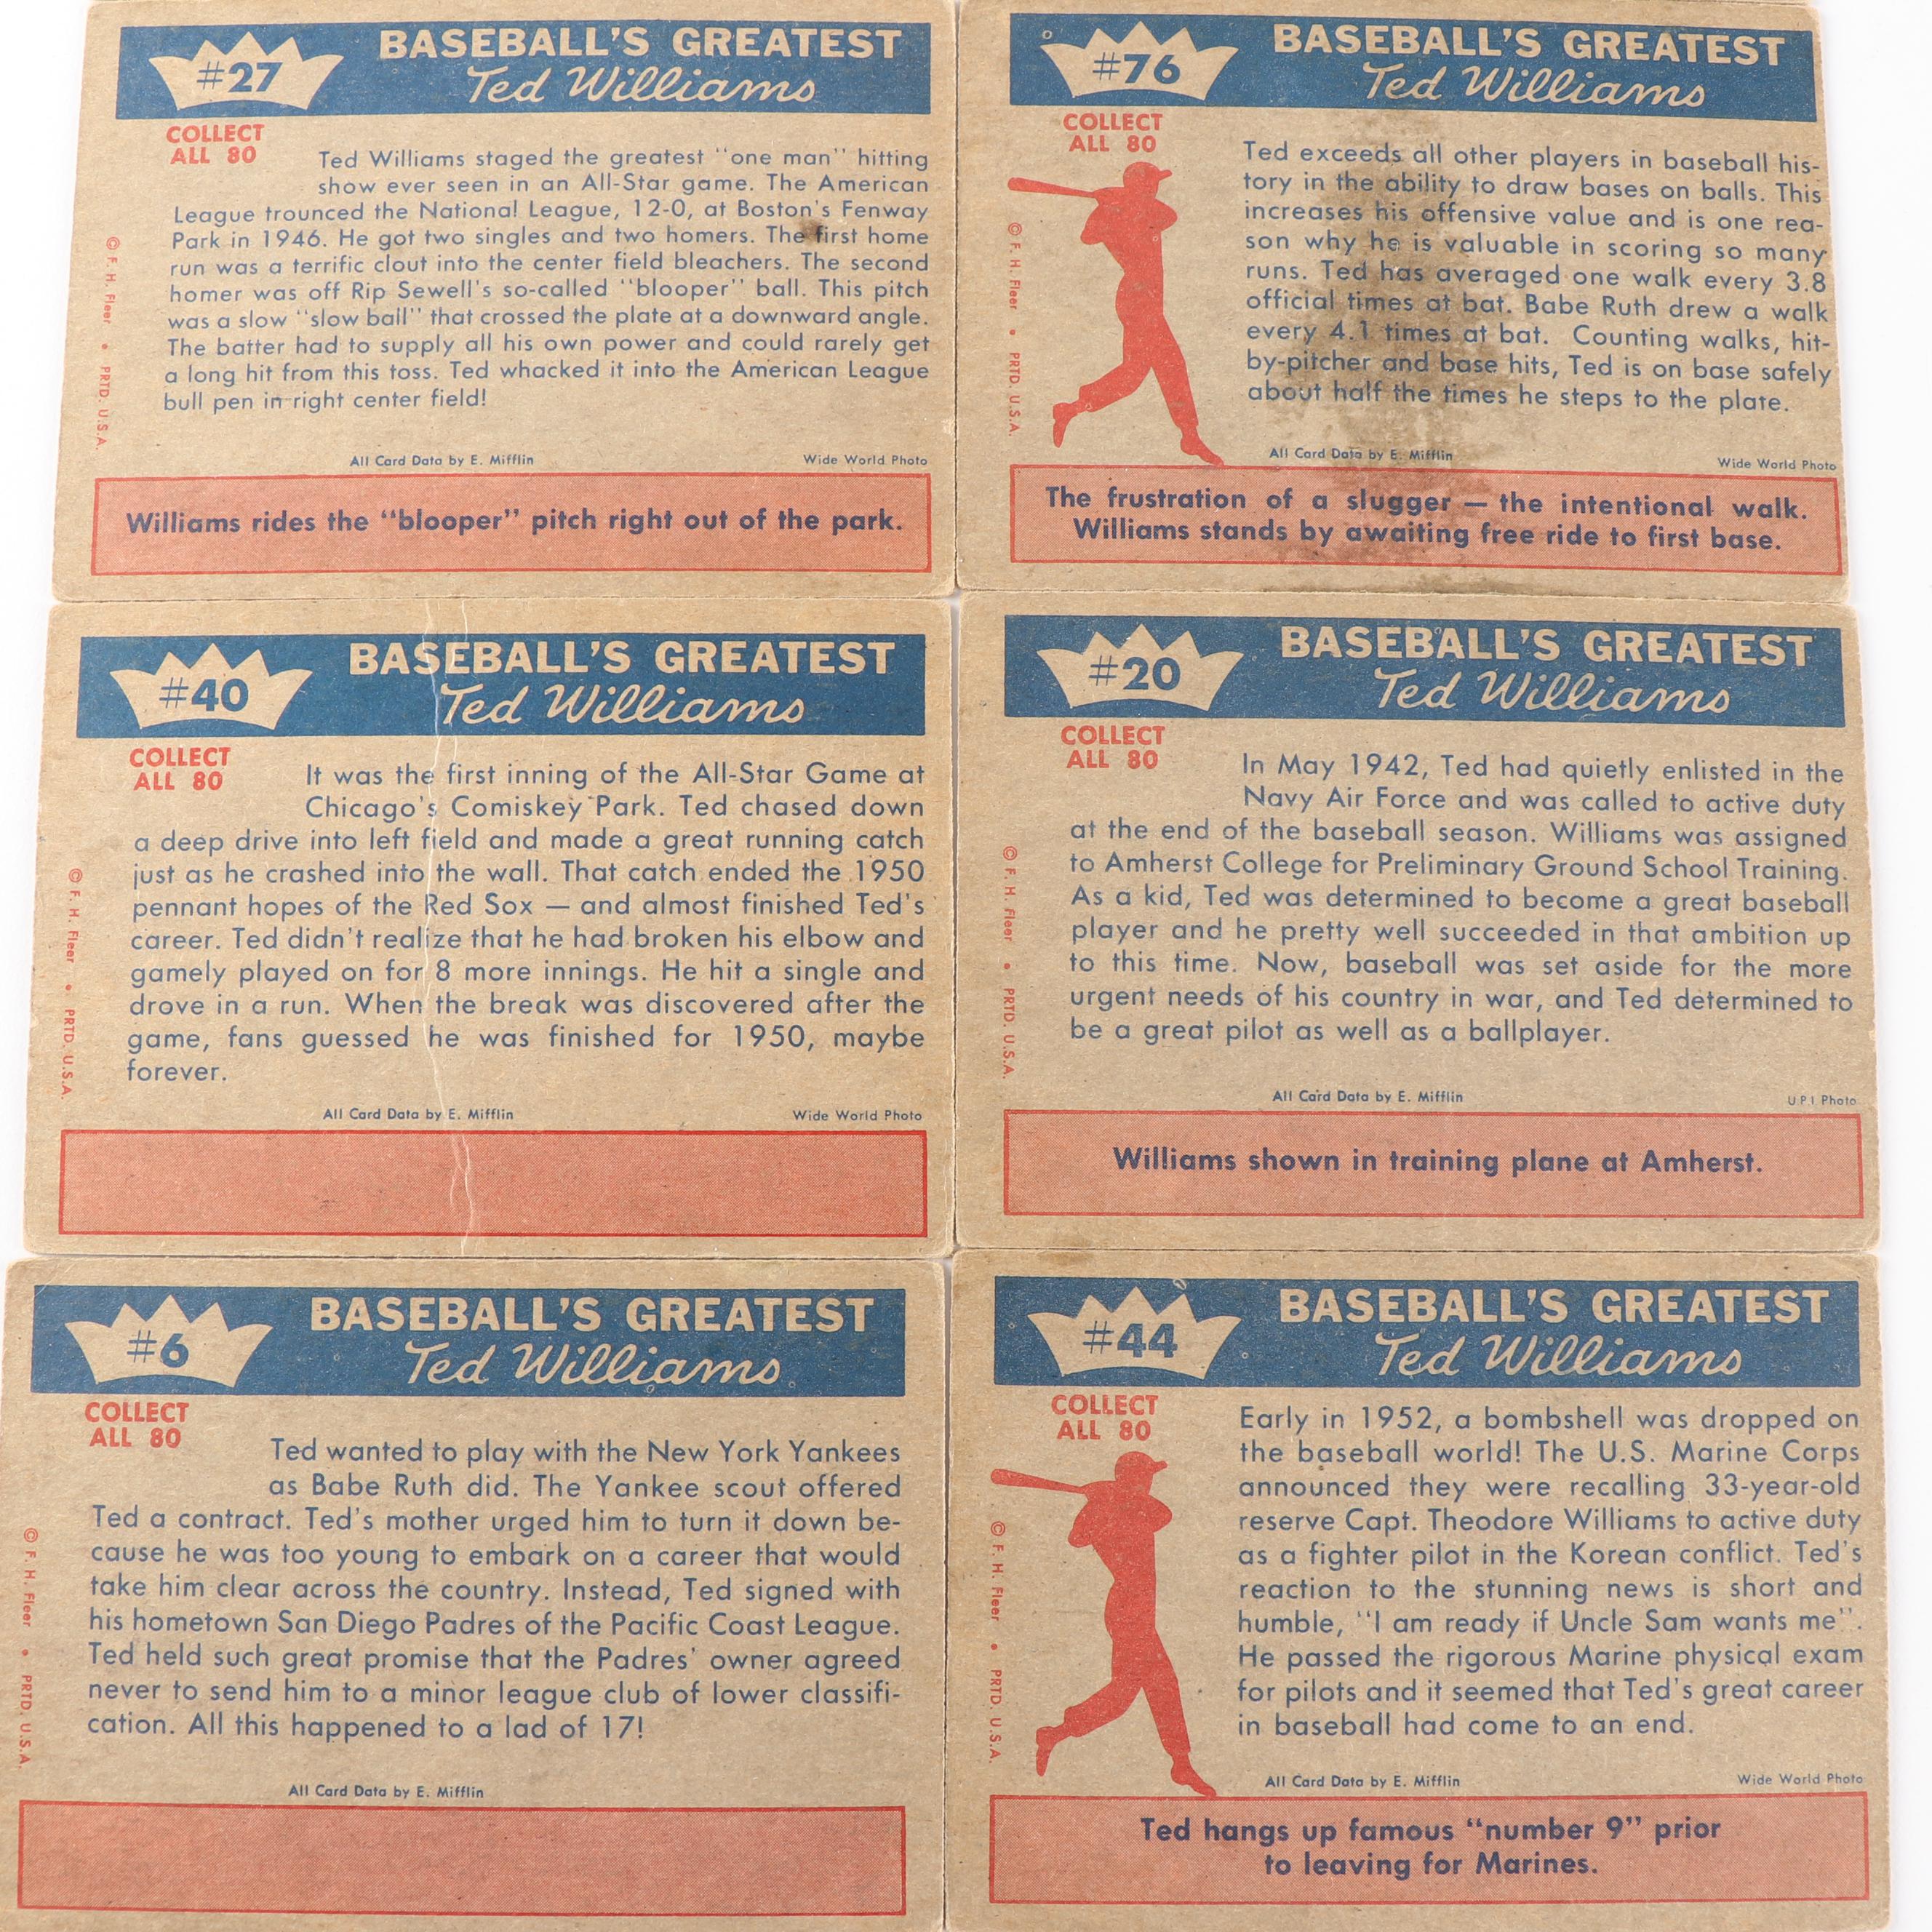 #27
BASEBALL'S GREATEST
Ted Williams
COLLECT
ALL 80
Ted Williams staged the greatest "one man" hitting
show ever seen in an All-Star game. The American
League trounced the National League, 12-0, at Boston's Fenway
Park in 1946. He got two singles and two homers. The first home
run was a terrific clout into the center field bleachers. The second
homer was off Rip Sewell's so-called "blooper" ball. This pitch
was a slow "slow ball" that crossed the plate at a downward angle.
The batter had to supply all his own power and could rarely get
a long hit from this toss. Ted whacked it into the American League
bull pen in right center field!
© F. H. Fleer • PRTD. U.S.A.
All Card Data by E. Mifflin
Wide World Photo
Williams rides the "blooper" pitch right out of the park.
#76
BASEBALL'S GREATEST
Ted Williams
COLLECT
ALL 80
Ted exceeds all other players in baseball his-
tory in the ability to draw bases on balls. This
increases his offensive value and is one rea-
son why he is valuable in scoring so many
runs. Ted has averaged one walk every 3.8
official times at bat. Babe Ruth drew a walk
every 4.1 times at bat. Counting walks, hit-
by-pitcher and base hits, Ted is on base safely
about half the times he steps to the plate.
© F. H. Fleer • PRTD. U.S.A.
All Card Data by E. Mifflin
Wide World Photo
The frustration of a slugger — the intentional walk.
Williams stands by awaiting free ride to first base.
#40
BASEBALL'S GREATEST
Ted Williams
COLLECT
ALL 80
It was the first inning of the All-Star Game at
Chicago's Comiskey Park. Ted chased down
a deep drive into left field and made a great running catch
just as he crashed into the wall. That catch ended the 1950
pennant hopes of the Red Sox — and almost finished Ted's
career. Ted didn't realize that he had broken his elbow and
gamely played on for 8 more innings. He hit a single and
drove in a run. When the break was discovered after the
game, fans guessed he was finished for 1950, maybe
forever.
© F. H. Fleer • PRTD. U.S.A.
All Card Data by E. Mifflin
Wide World Photo
#20
BASEBALL'S GREATEST
Ted Williams
COLLECT
ALL 80
In May 1942, Ted had quietly enlisted in the
Navy Air Force and was called to active duty
at the end of the baseball season. Williams was assigned
to Amherst College for Preliminary Ground School Training.
As a kid, Ted was determined to become a great baseball
player and he pretty well succeeded in that ambition up
to this time. Now, baseball was set aside for the more
urgent needs of his country in war, and Ted determined to
be a great pilot as well as a ballplayer.
© F. H. Fleer • PRTD. U.S.A.
All Card Data by E. Mifflin
UPI Photo
Williams shown in training plane at Amherst.
#6
BASEBALL'S GREATEST
Ted Williams
COLLECT
ALL 80
Ted wanted to play with the New York Yankees
as Babe Ruth did. The Yankee scout offered
Ted a contract. Ted's mother urged him to turn it down be-
cause he was too young to embark on a career that would
take him clear across the country. Instead, Ted signed with
his hometown San Diego Padres of the Pacific Coast League.
Ted held such great promise that the Padres' owner agreed
never to send him to a minor league club of lower classifi-
cation. All this happened to a lad of 17!
© F. H. Fleer • PRTD. U.S.A.
All Card Data by E. Mifflin
#44
BASEBALL'S GREATEST
Ted Williams
COLLECT
ALL 80
Early in 1952, a bombshell was dropped on
the baseball world! The U.S. Marine Corps
announced they were recalling 33-year-old
reserve Capt. Theodore Williams to active duty
as a fighter pilot in the Korean conflict. Ted's
reaction to the stunning news is short and
humble, "I am ready if Uncle Sam wants me".
He passed the rigorous Marine physical exam
for pilots and it seemed that Ted's great career
in baseball had come to an end.
© F. H. Fleer • PRTD. U.S.A.
All Card Data by E. Mifflin
Wide World Photo
Ted hangs up famous "number 9" prior
to leaving for Marines.